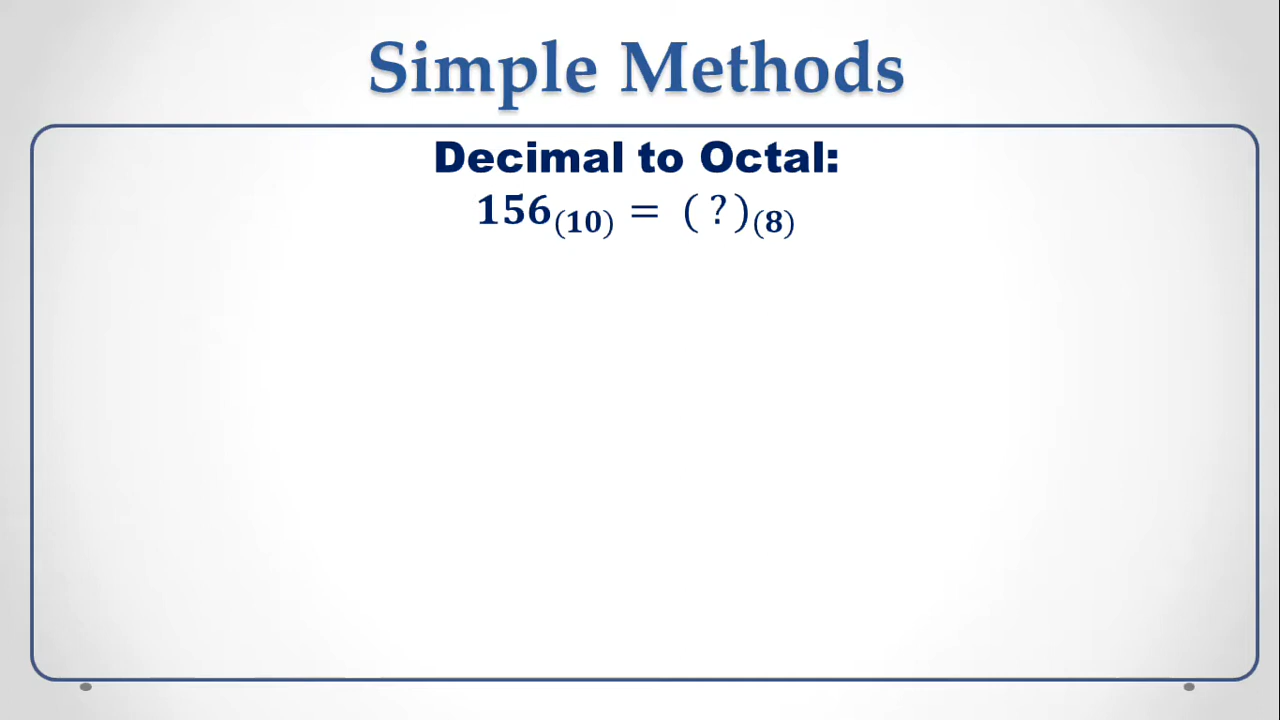 Simple Methods
Decimal to Octal:
156₍₁₀₎ = ( ? )₍₈₎